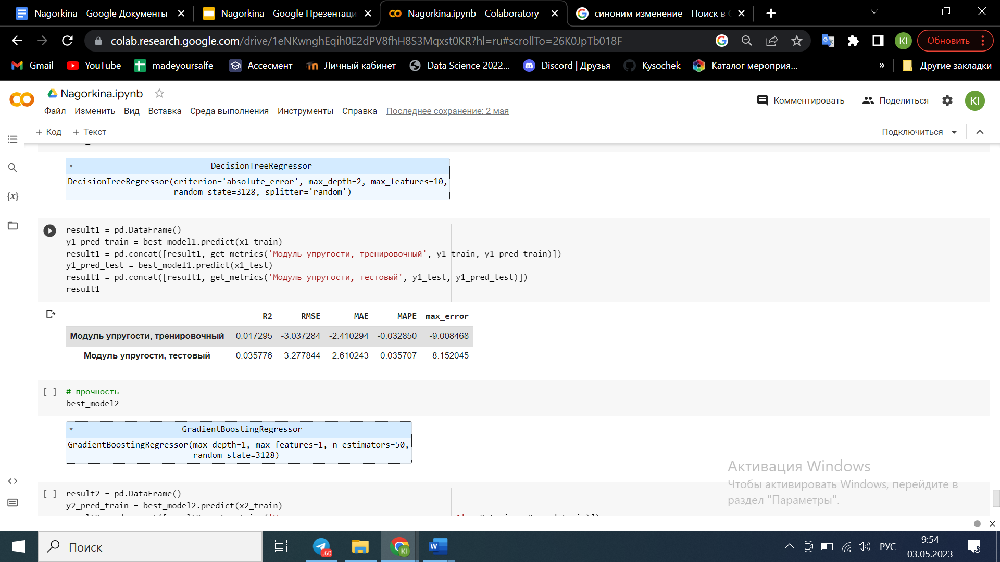 Nagorkina - Google Документы
Nagorkina - Google Презентаци
Nagorkina.ipynb - Colaboratory
синоним изменение - Поиск в
colab.research.google.com/drive/1eNKwnghEqih0E2dPV8fhH8S3Mqxst0KR?hl=ru#scrollTo=26K0JpTb018F
KI
Обновить
Gmail
YouTube
madeyoursalfe
Ассесмент
Личный кабинет
Data Science 2022...
Discord | Друзья
Kysochek
Каталог мероприя...
»
Другие закладки
Nagorkina.ipynb
Комментировать
Поделиться
KI
Файл Изменить Вид Вставка Среда выполнения Инструменты Справка Последнее сохранение: 2 мая
+ Код + Текст
Подключиться
DecisionTreeRegressor
DecisionTreeRegressor(criterion='absolute_error', max_depth=2, max_features=10,
random_state=3128, splitter='random')
result1 = pd.DataFrame()
y1_pred_train = best_model1.predict(x1_train)
result1 = pd.concat([result1, get_metrics('Модуль упругости, тренировочный', y1_train, y1_pred_train)])
y1_pred_test = best_model1.predict(x1_test)
result1 = pd.concat([result1, get_metrics('Модуль упругости, тестовый', y1_test, y1_pred_test)])
result1
R2 RMSE MAE MAPE max_error
Модуль упругости, тренировочный 0.017295 -3.037284 -2.410294 -0.032850 -9.008468
Модуль упругости, тестовый -0.035776 -3.277844 -2.610243 -0.035707 -8.152045
[ ] # прочность
best_model2
GradientBoostingRegressor
GradientBoostingRegressor(max_depth=1, max_features=1, n_estimators=50,
random_state=3128)
[ ] result2 = pd.DataFrame()
y2_pred_train = best_model2.predict(x2_train)
Активация Windows
Чтобы активировать Windows, перейдите в
раздел "Параметры".
Поиск
..60
KI
W
РУС
9:54
03.05.2023